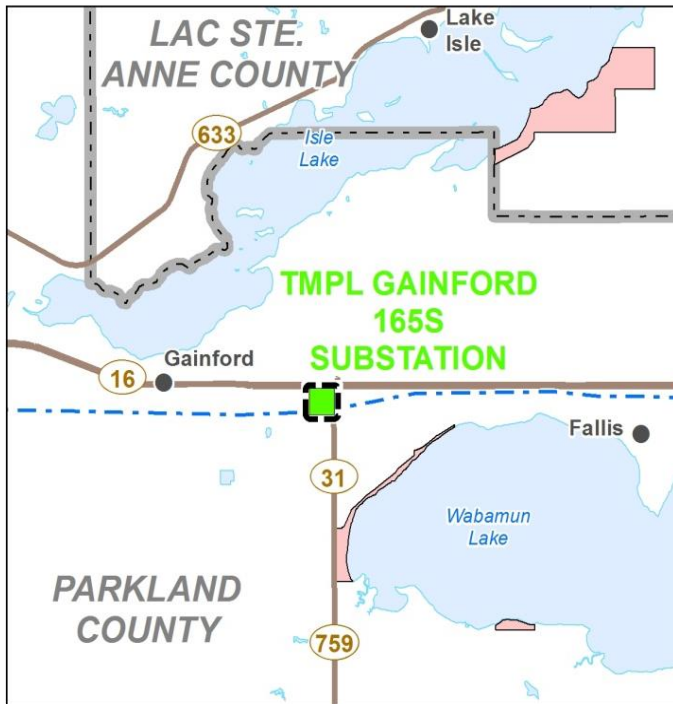 LAC STE.
ANNE COUNTY
Lake
Isle
633
Isle
Lake
TMPL GAINFORD
165S
SUBSTATION
Gainford
16
Fallis
31
Wabamun
Lake
PARKLAND
COUNTY
759